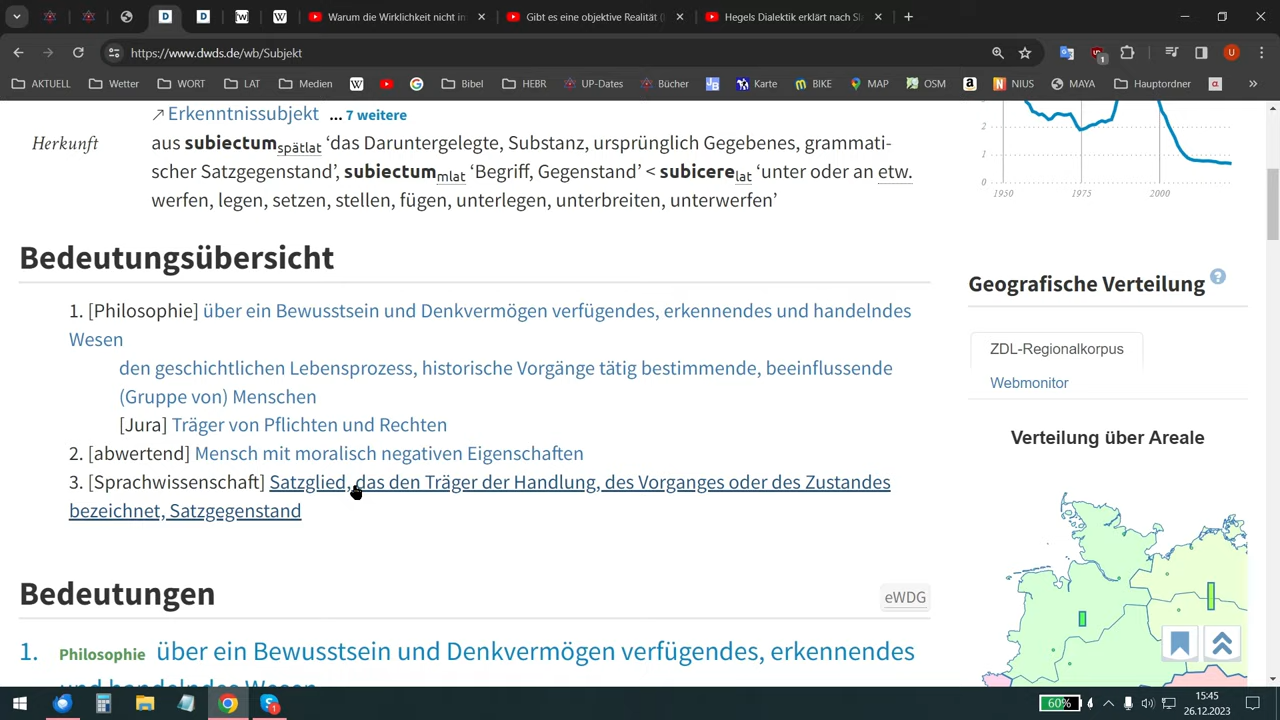 Warum die Wirklichkeit nicht in
Gibt es eine objektive Realität (
Hegels Dialektik erklärt nach Sl
https://www.dwds.de/wb/Subjekt
AKTUELL Wetter WORT LAT Medien Bibel HEBR UP-Dates Bücher Karte BIKE MAP OSM NIUS MAYA Hauptordner
↗ Erkenntnissubjekt ... 7 weitere
Herkunft
aus subiectum spätlat ‘das Daruntergelegte, Substanz, ursprünglich Gegebenes, grammati-
scher Satzgegenstand’, subiectum mlat ‘Begriff, Gegenstand’ < subicere lat ‘unter oder an etw.
werfen, legen, setzen, stellen, fügen, unterlegen, unterbreiten, unterwerfen’
2
1
0
1950 1975 2000
Bedeutungsübersicht
1. [Philosophie] über ein Bewusstsein und Denkvermögen verfügendes, erkennendes und handelndes
Wesen
den geschichtlichen Lebensprozess, historische Vorgänge tätig bestimmende, beeinflussende
(Gruppe von) Menschen
[Jura] Träger von Pflichten und Rechten
2. [abwertend] Mensch mit moralisch negativen Eigenschaften
3. [Sprachwissenschaft] Satzglied, das den Träger der Handlung, des Vorganges oder des Zustandes
bezeichnet, Satzgegenstand
Geografische Verteilung ?
ZDL-Regionalkorpus
Webmonitor
Verteilung über Areale
Bedeutungen
eWDG
1. Philosophie über ein Bewusstsein und Denkvermögen verfügendes, erkennendes
und handelndes Wesen
60%
15:45
26.12.2023